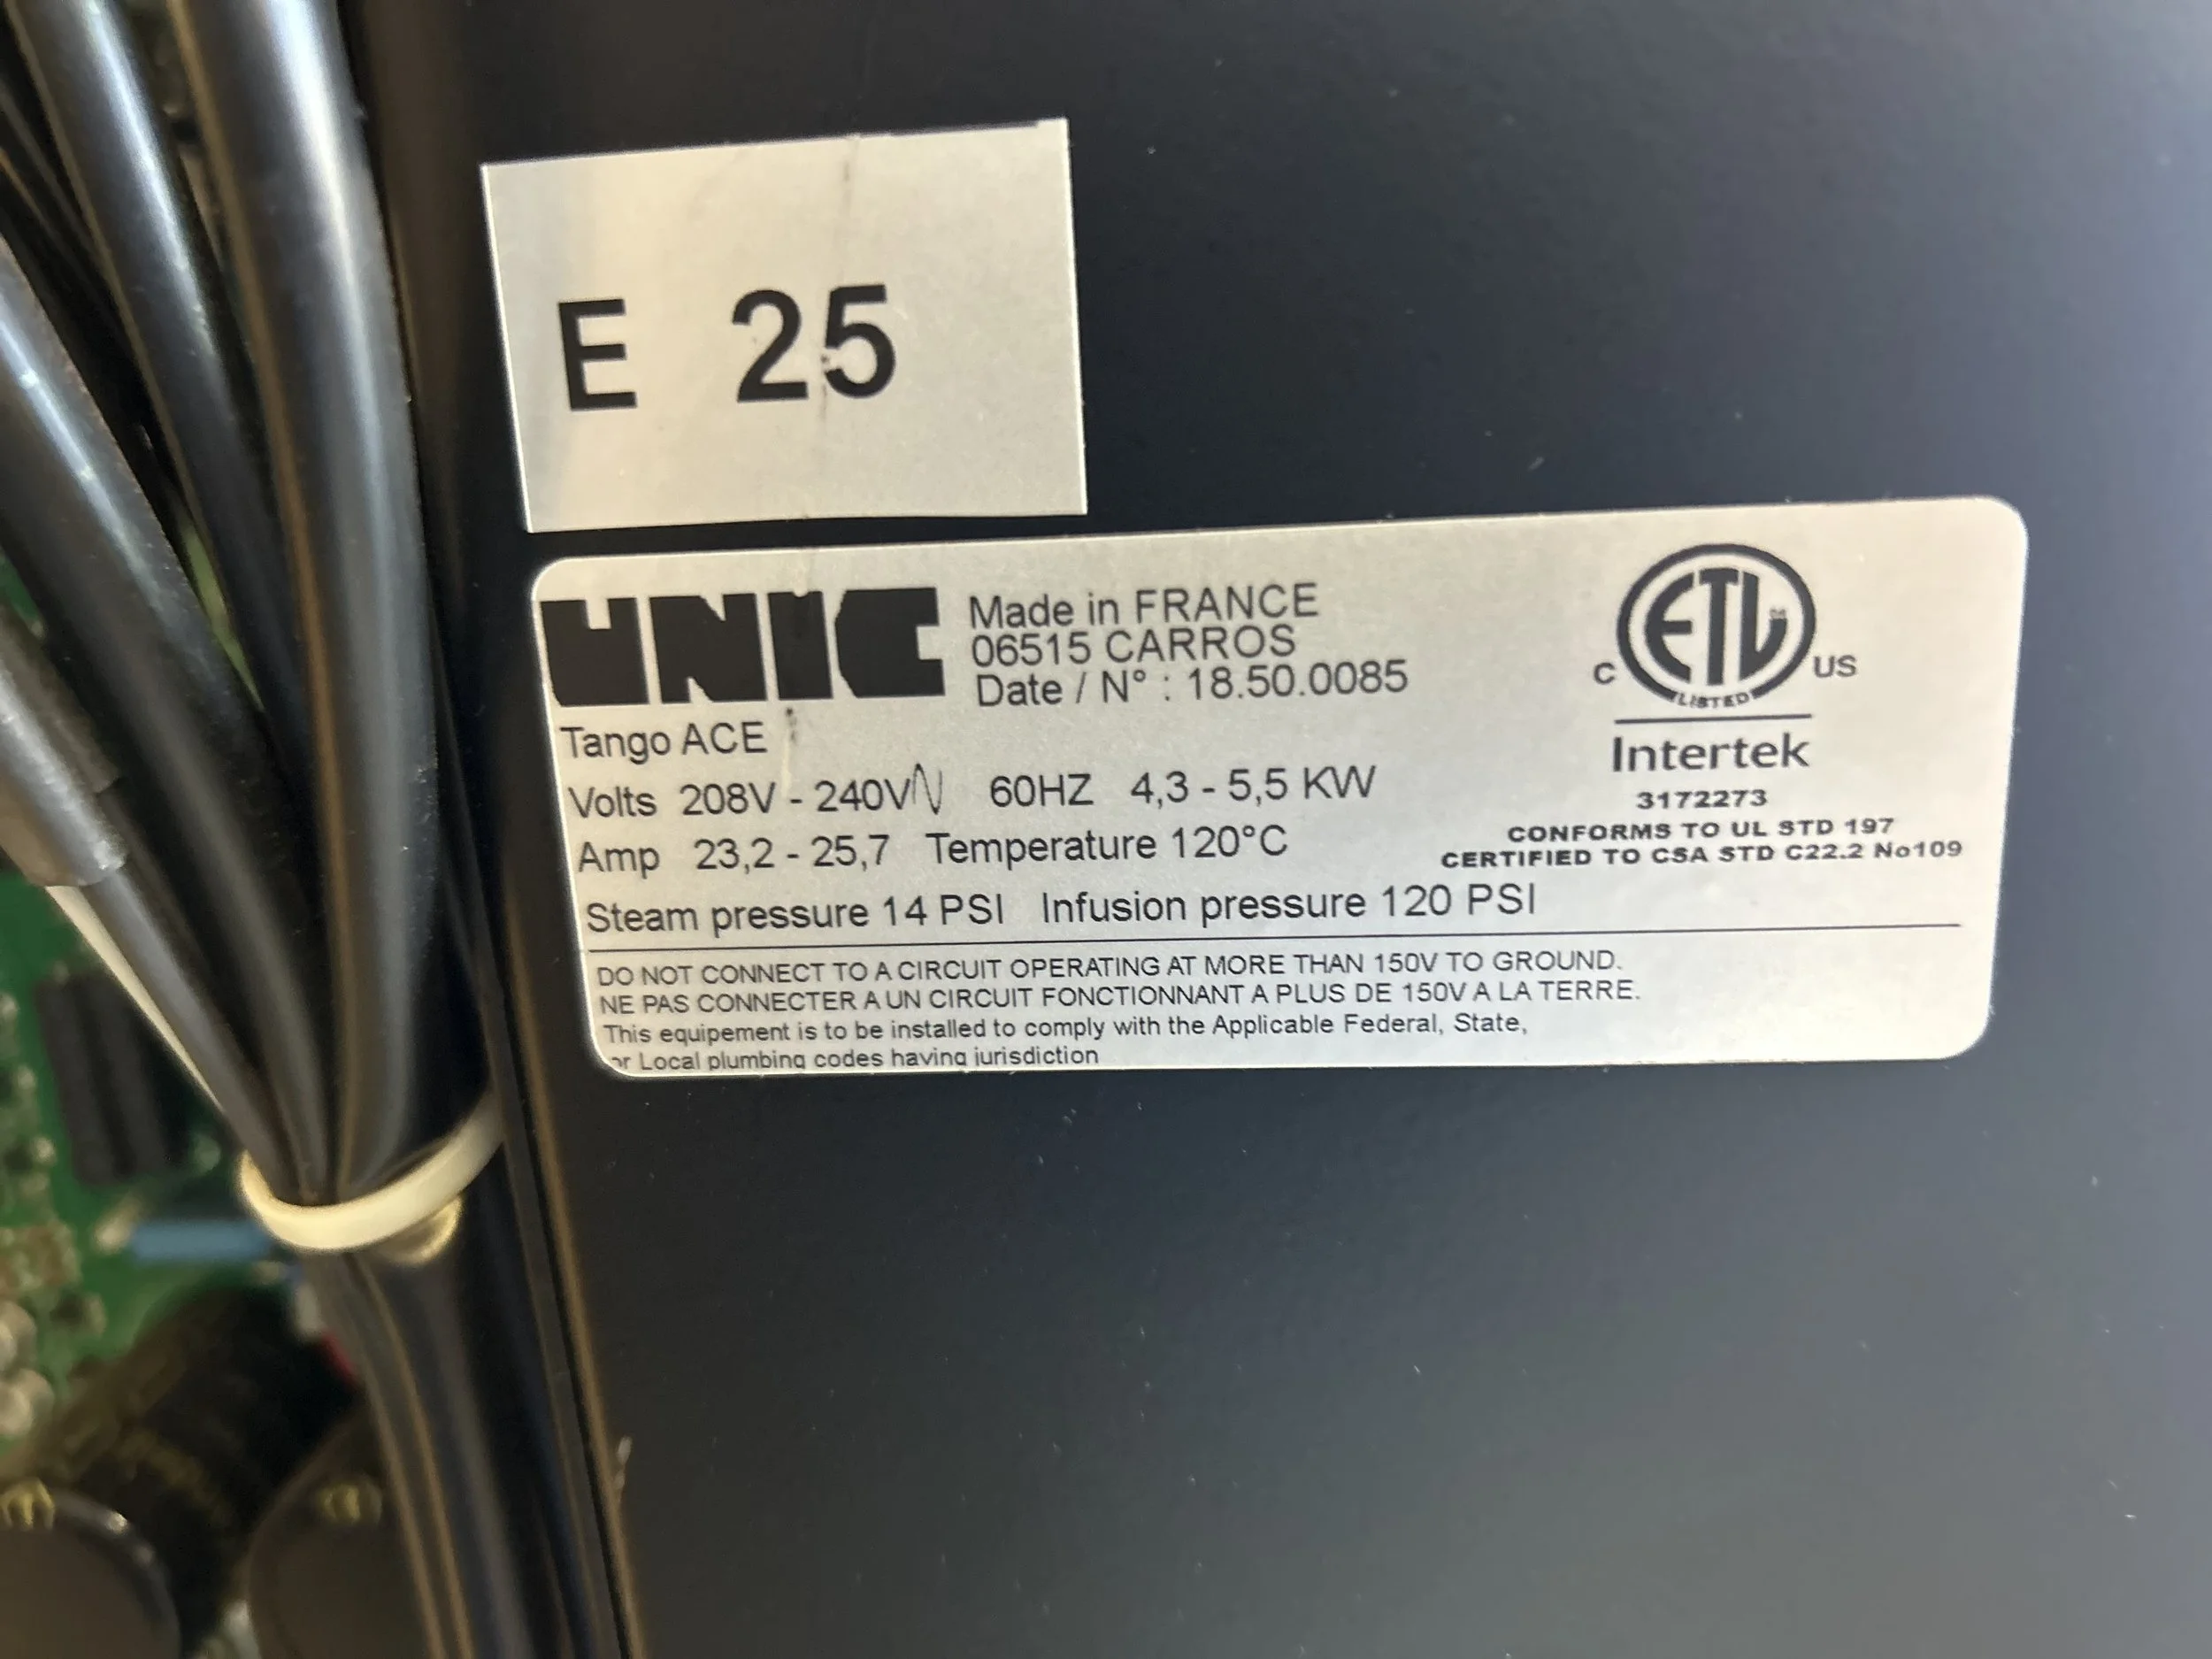 E 25
UNIC
Made in FRANCE
06515 CARROS
Date / N° : 18.50.0085
Tango ACE
Volts 208V - 240V 60HZ 4,3 - 5,5 KW
Amp 23,2 - 25,7 Temperature 120°C
Steam pressure 14 PSI Infusion pressure 120 PSI
C ETL US
LISTED
Intertek
3172273
CONFORMS TO UL STD 197
CERTIFIED TO CSA STD C22.2 No109
DO NOT CONNECT TO A CIRCUIT OPERATING AT MORE THAN 150V TO GROUND.
NE PAS CONNECTER A UN CIRCUIT FONCTIONNANT A PLUS DE 150V A LA TERRE.
This equipement is to be installed to comply with the Applicable Federal, State,
or Local plumbing codes having jurisdiction